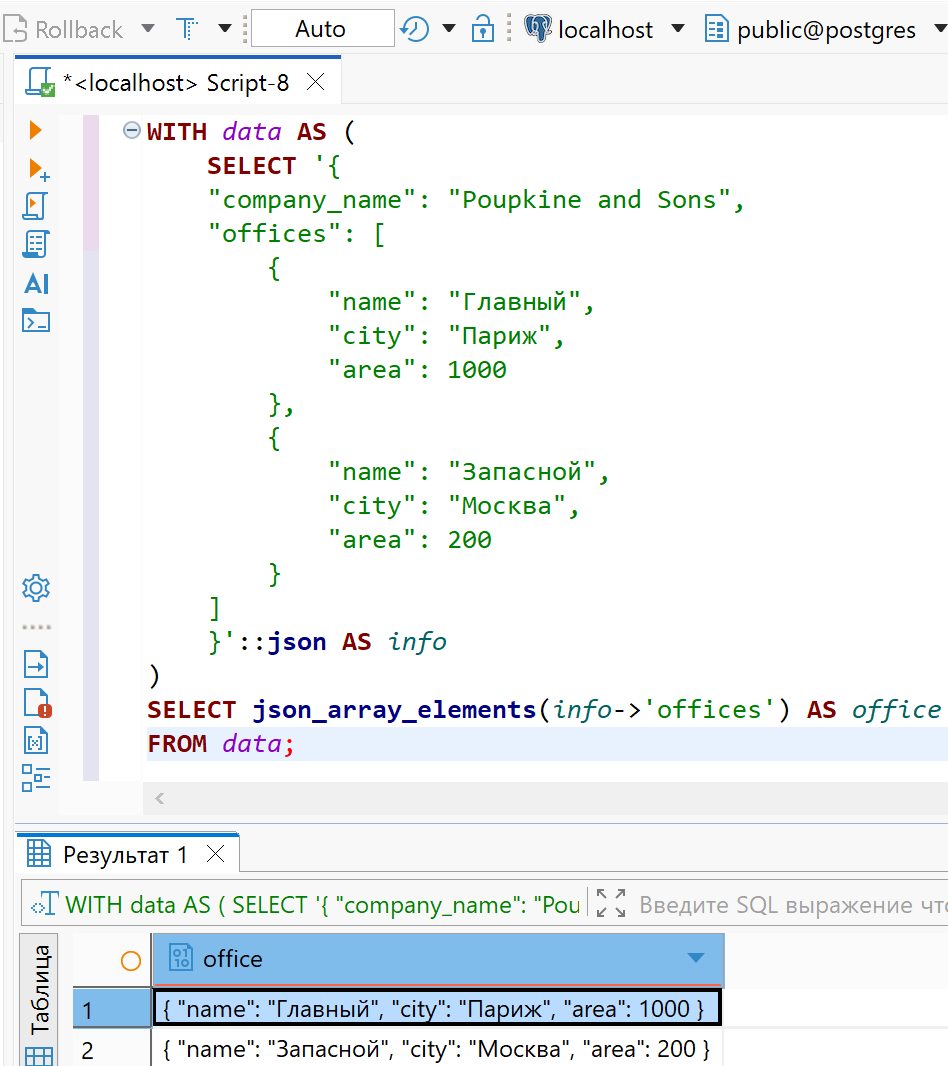 Rollback Auto localhost public@postgres
*<localhost> Script-8
WITH data AS (
SELECT '{
"company_name": "Poupkine and Sons",
"offices": [
{
"name": "Главный",
"city": "Париж",
"area": 1000
},
{
"name": "Запасной",
"city": "Москва",
"area": 200
}
]
}'::json AS info
)
SELECT json_array_elements(info->'offices') AS office
FROM data;
AI
Результат 1
WITH data AS ( SELECT '{ "company_name": "Pou Введите SQL выражение что
Таблица
office
1 { "name": "Главный", "city": "Париж", "area": 1000 }
2 { "name": "Запасной", "city": "Москва", "area": 200 }